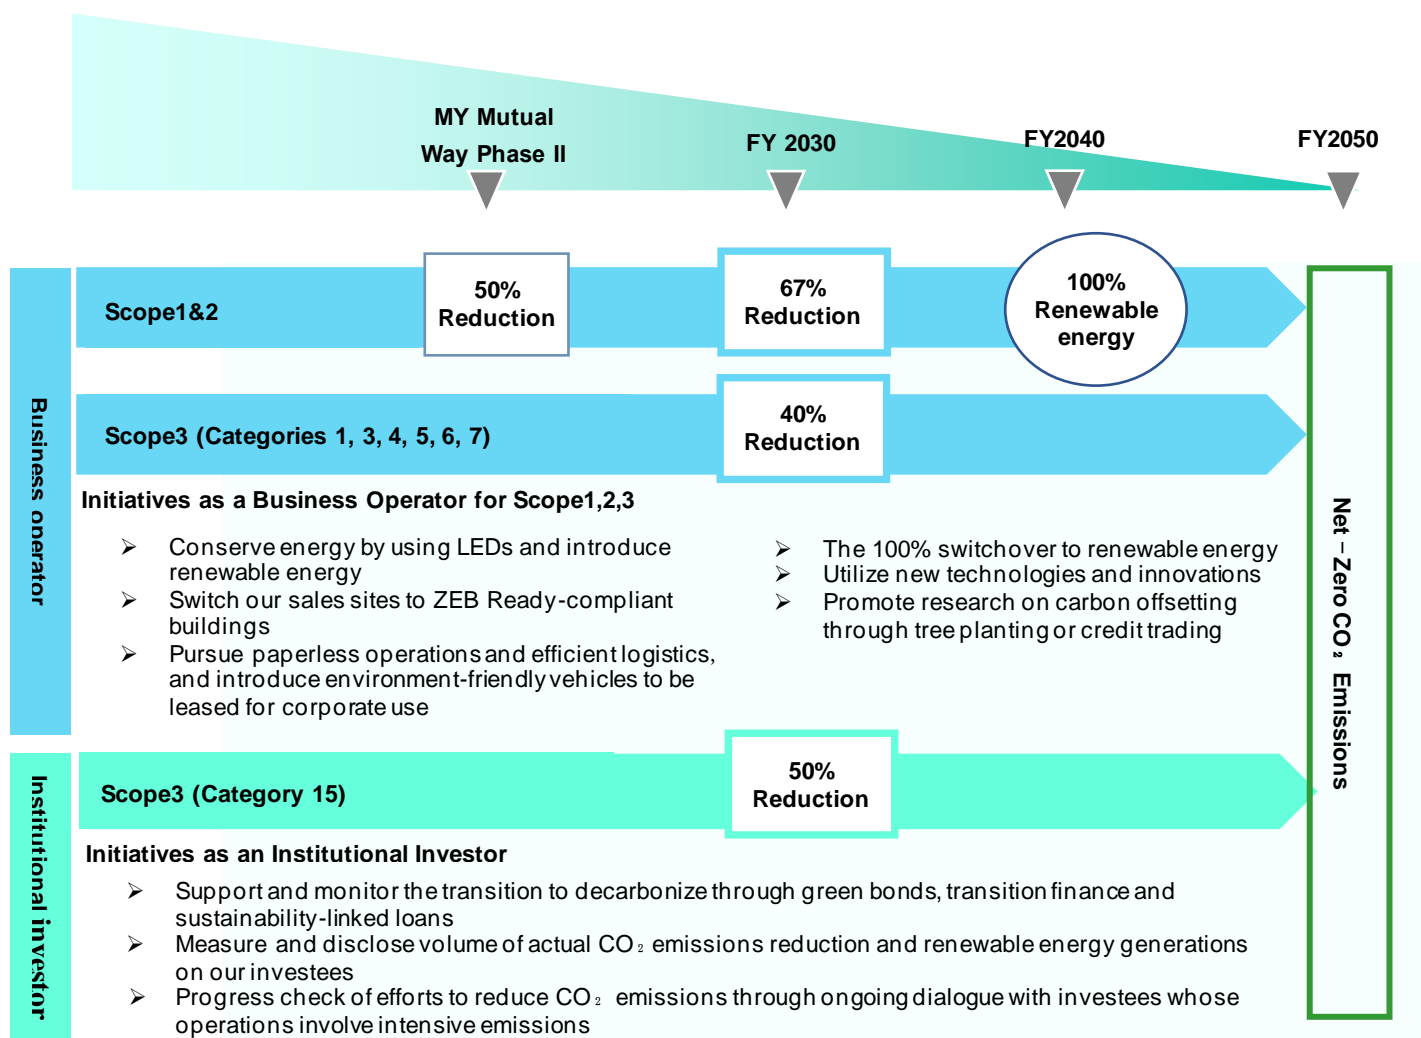 MY Mutual
Way Phase II
FY 2030
FY2040
FY2050
Business operator
Scope1&2
50%
Reduction
67%
Reduction
100%
Renewable
energy
Scope3 (Categories 1, 3, 4, 5, 6, 7)
40%
Reduction
Initiatives as a Business Operator for Scope1,2,3
➢ Conserve energy by using LEDs and introduce
renewable energy
➢ Switch our sales sites to ZEB Ready-compliant
buildings
➢ Pursue paperless operations and efficient logistics,
and introduce environment-friendly vehicles to be
leased for corporate use
➢ The 100% switchover to renewable energy
➢ Utilize new technologies and innovations
➢ Promote research on carbon offsetting
through tree planting or credit trading
Net－Zero CO₂ Emissions
Institutional investor
Scope3 (Category 15)
50%
Reduction
Initiatives as an Institutional Investor
➢ Support and monitor the transition to decarbonize through green bonds, transition finance and
sustainability-linked loans
➢ Measure and disclose volume of actual CO₂ emissions reduction and renewable energy generations
on our investees
➢ Progress check of efforts to reduce CO₂ emissions through ongoing dialogue with investees whose
operations involve intensive emissions